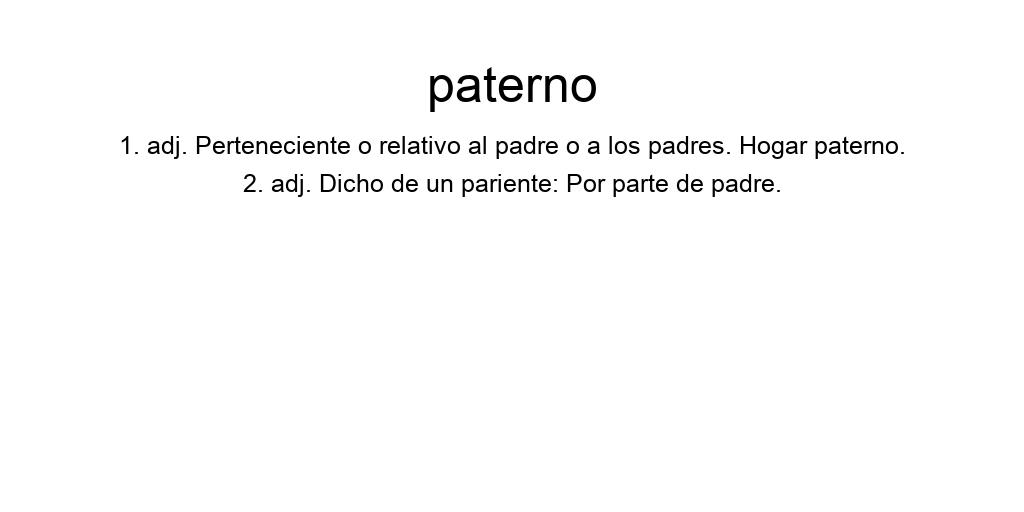 paterno
1. adj. Perteneciente o relativo al padre o a los padres. Hogar paterno.
2. adj. Dicho de un pariente: Por parte de padre.